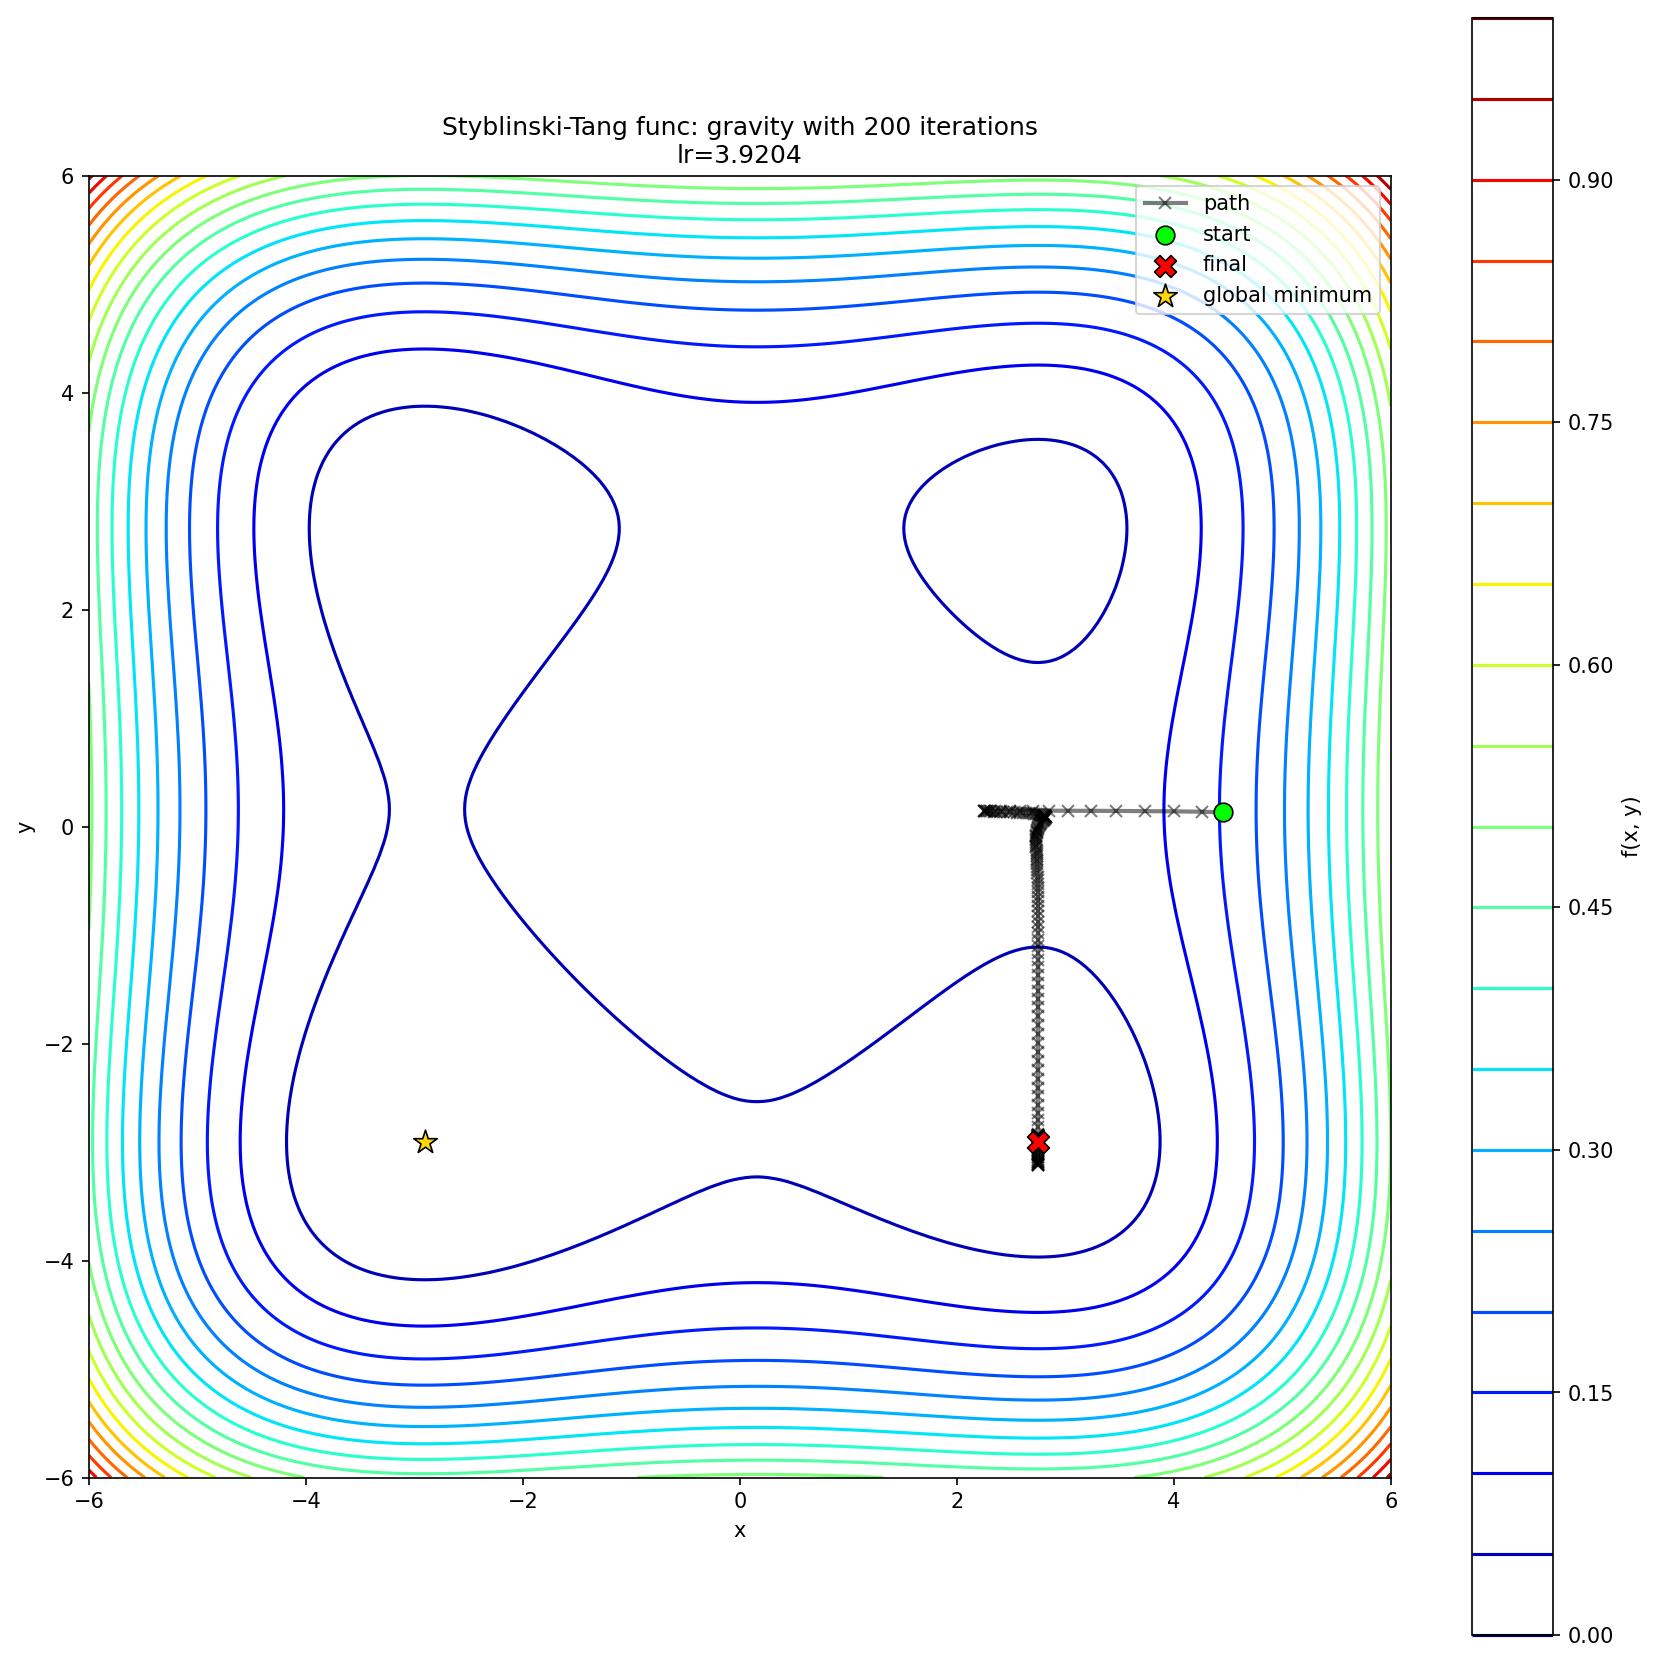 Styblinski-Tang func: gravity with 200 iterations
lr=3.9204
path
start
final
global minimum
6
4
2
0
−2
−4
−6
y
−6
−4
−2
0
2
4
6
x
0.90
0.75
0.60
0.45
0.30
0.15
0.00
f(x, y)